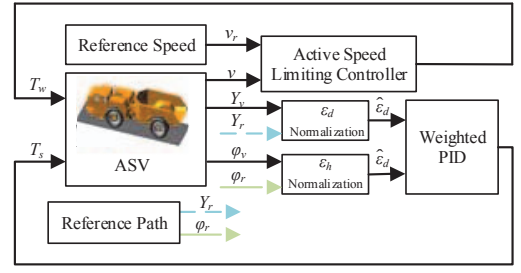 Reference Speed
v_r
Active Speed
Limiting Controller
T_w
v
Y_v
Y_r
ε_d
Normalization
ε̂_d
T_s
ASV
φ_v
φ_r
ε_h
Normalization
ε̂_d
Weighted
PID
Reference Path
Y_r
φ_r